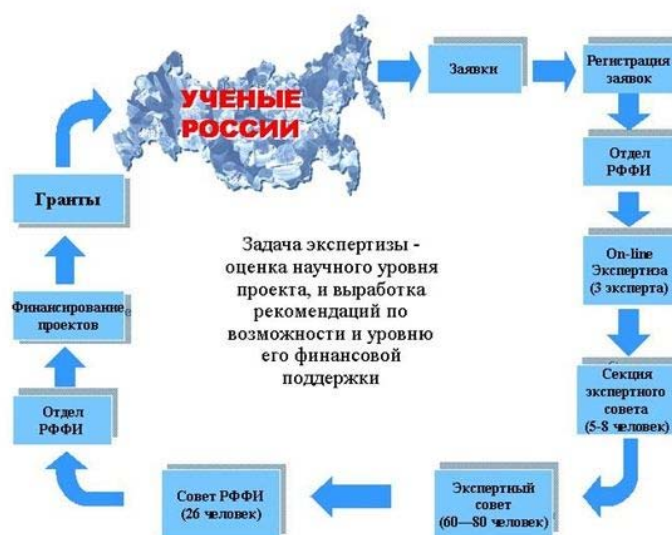 УЧЕНЫЕ
РОССИИ
Заявки
Регистрация
заявок
Отдел
РФФИ
On-line
Экспертиза
(3 эксперта)
Секция
экспертного
совета
(5-8 человек)
Экспертный
совет
(60—80 человек)
Совет РФФИ
(26 человек)
Отдел
РФФИ
Финансирование
проектов
Гранты
Задача экспертизы -
оценка научного уровня
проекта, и выработка
рекомендаций по
возможности и уровню
его финансовой
поддержки